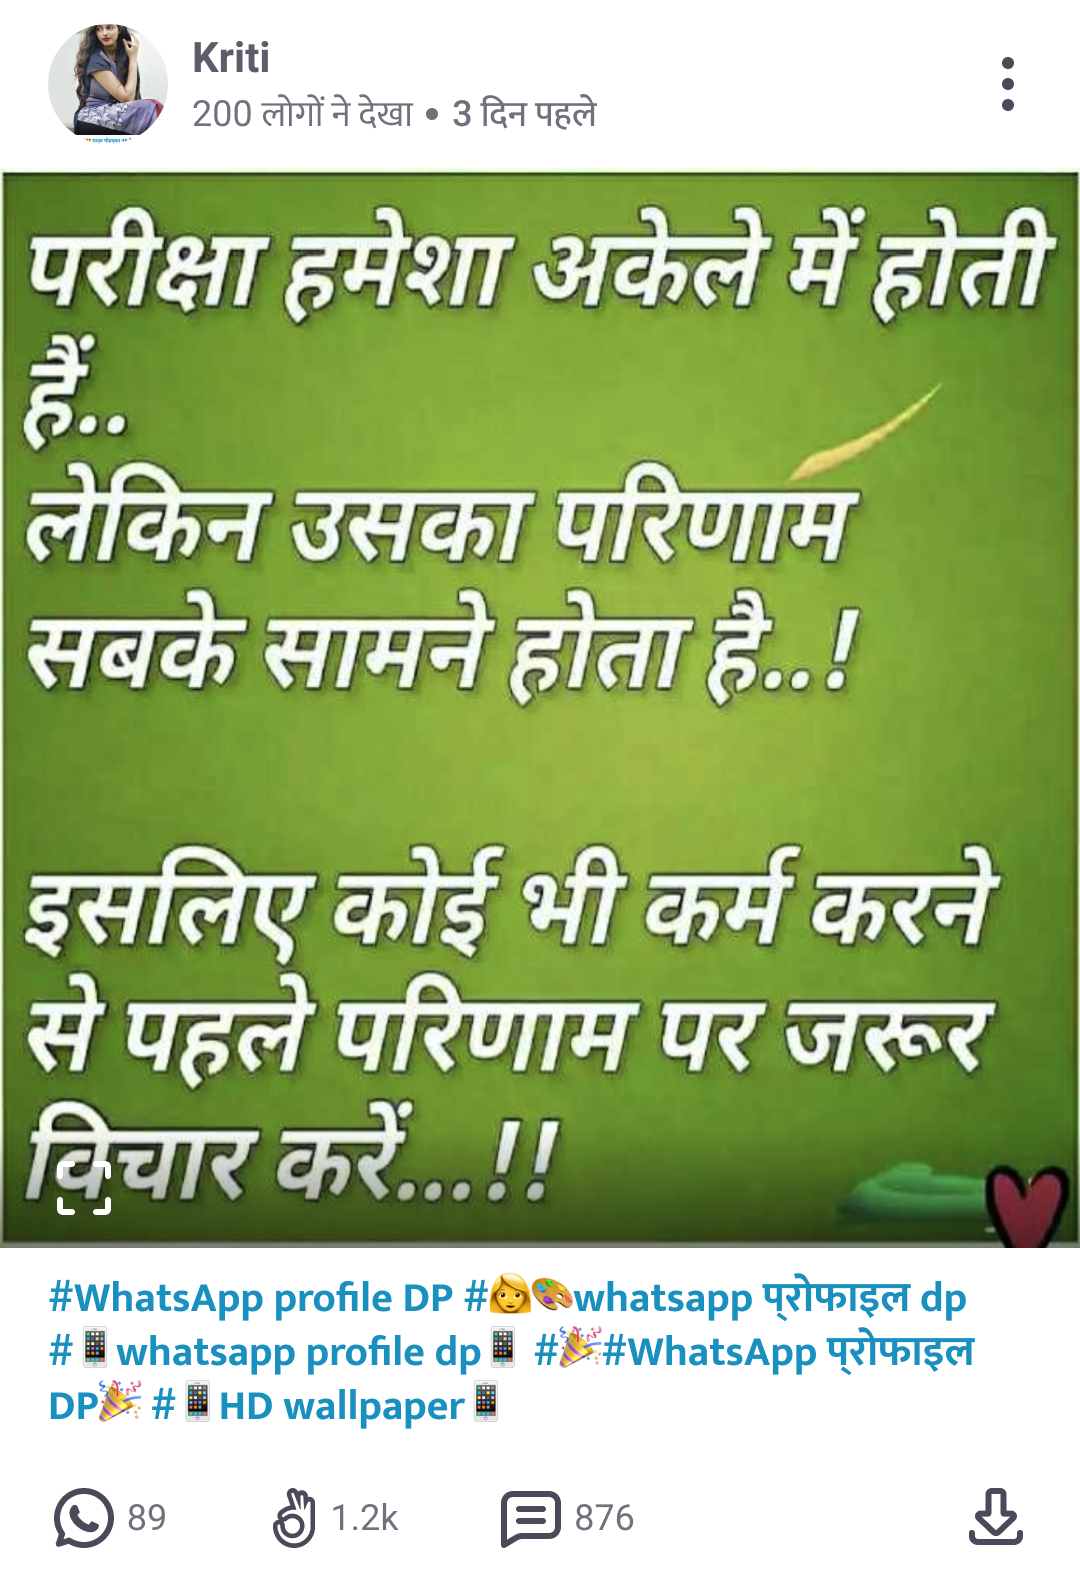 Kriti
200 लोगों ने देखा • 3 दिन पहले
परीक्षा हमेशा अकेले में होती
हैं..
लेकिन उसका परिणाम
सबके सामने होता है..!
इसलिए कोई भी कर्म करने
से पहले परिणाम पर जरूर
विचार करें...!!
#WhatsApp profile DP #👩🎨whatsapp प्रोफाइल dp
#📱whatsapp profile dp📱 #🎉#WhatsApp प्रोफाइल
DP🎉 #📱HD wallpaper📱
89 1.2k 876